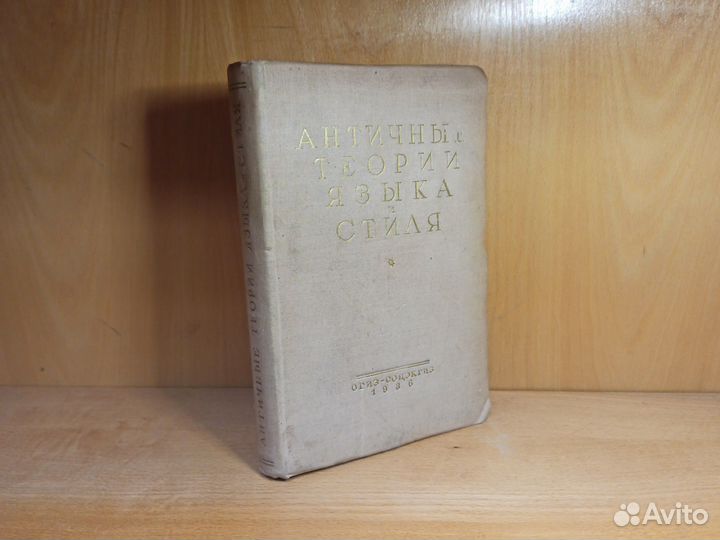 АНТИЧНЫЕ
ТЕОРИИ
ЯЗЫКА
И
СТИЛЯ
ОГИЗ-СОЦЭКГИЗ
1936
АНТИЧНЫЕ ТЕОРИИ ЯЗЫКА И СТИЛЯ
Avito